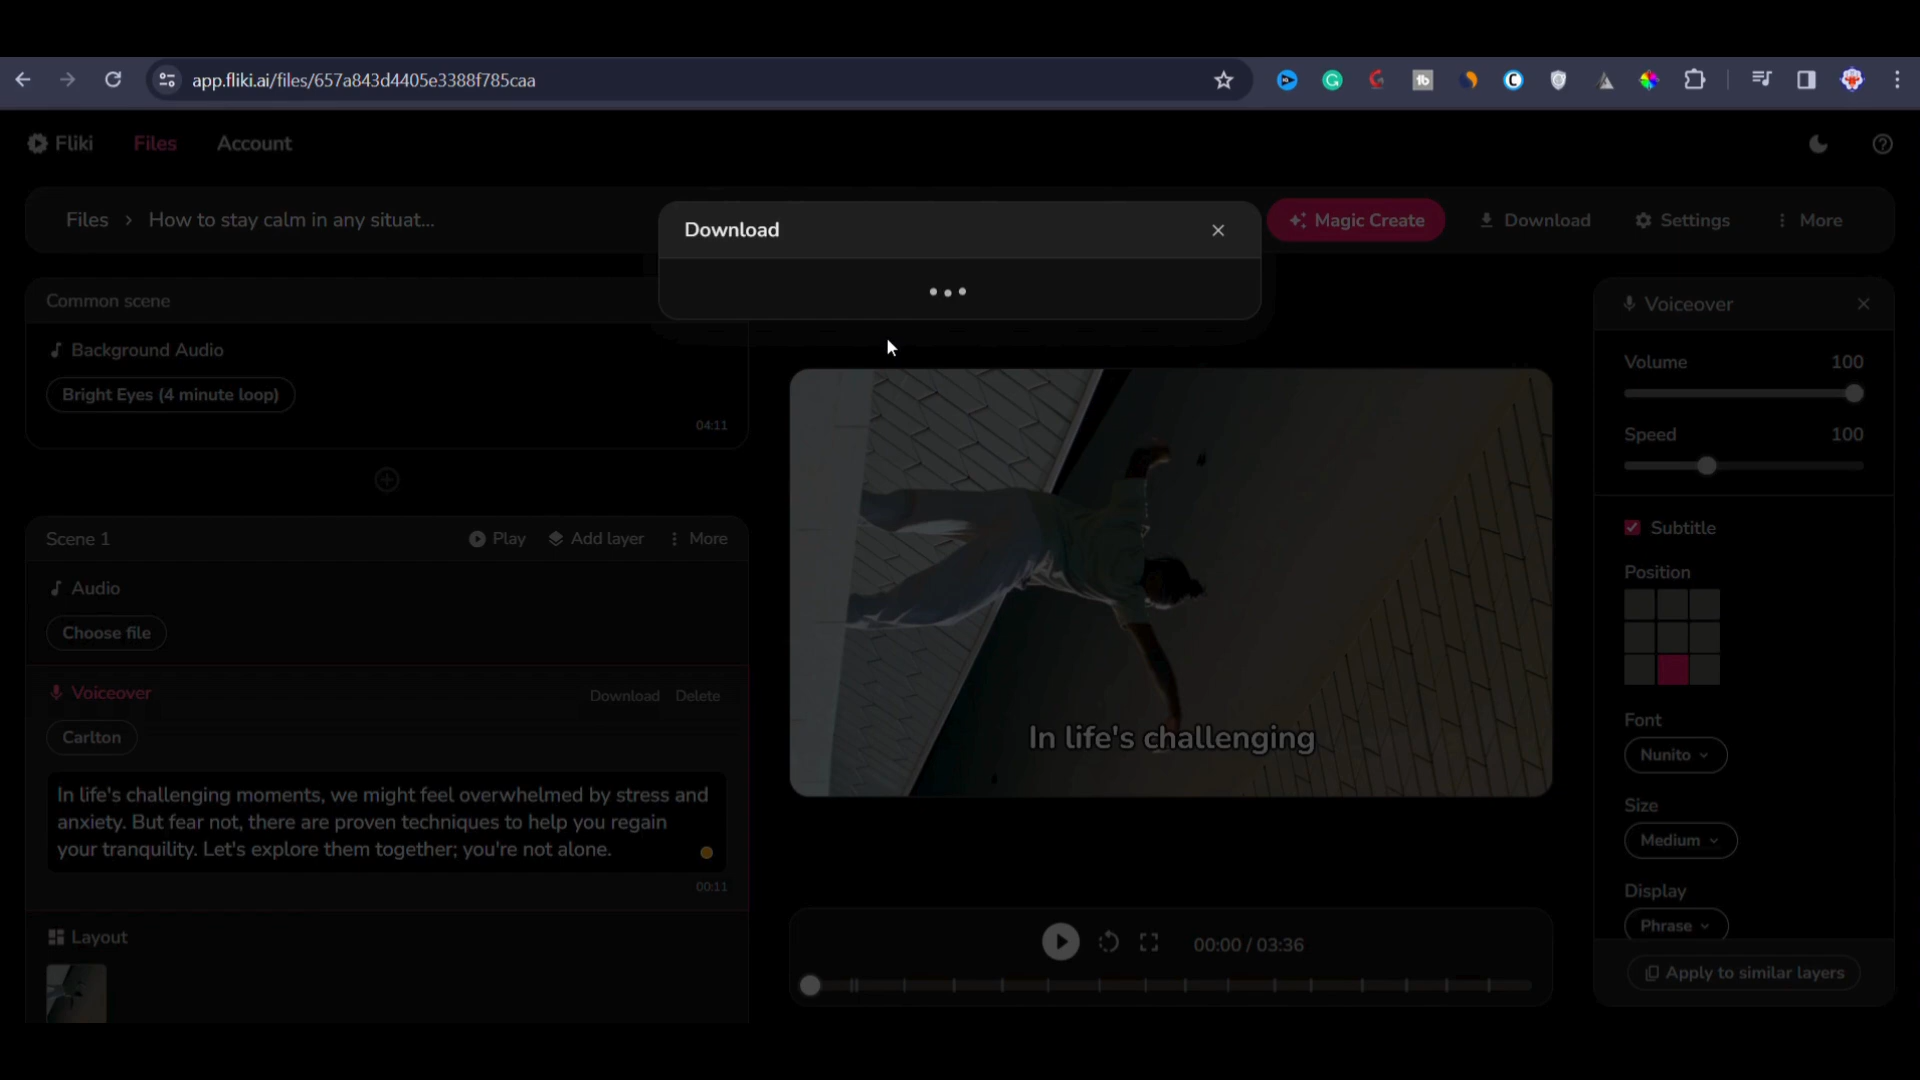 app.fliki.ai/files/657a843d4405e3388f785caa
Fliki
Files
Account
Files > How to stay calm in any situat...
Download
Magic Create
Download
Settings
More
Common scene
Background Audio
Bright Eyes (4 minute loop)
04:11
Scene 1
Play
Add layer
More
Audio
Choose file
Voiceover
Download
Delete
Carlton
In life's challenging moments, we might feel overwhelmed by stress and
anxiety. But fear not, there are proven techniques to help you regain
your tranquility. Let's explore them together; you're not alone.
00:11
Layout
In life's challenging
00:00 / 03:36
Voiceover
Volume 100
Speed 100
Subtitle
Position
Font
Nunito
Size
Medium
Display
Phrase
Apply to similar layers